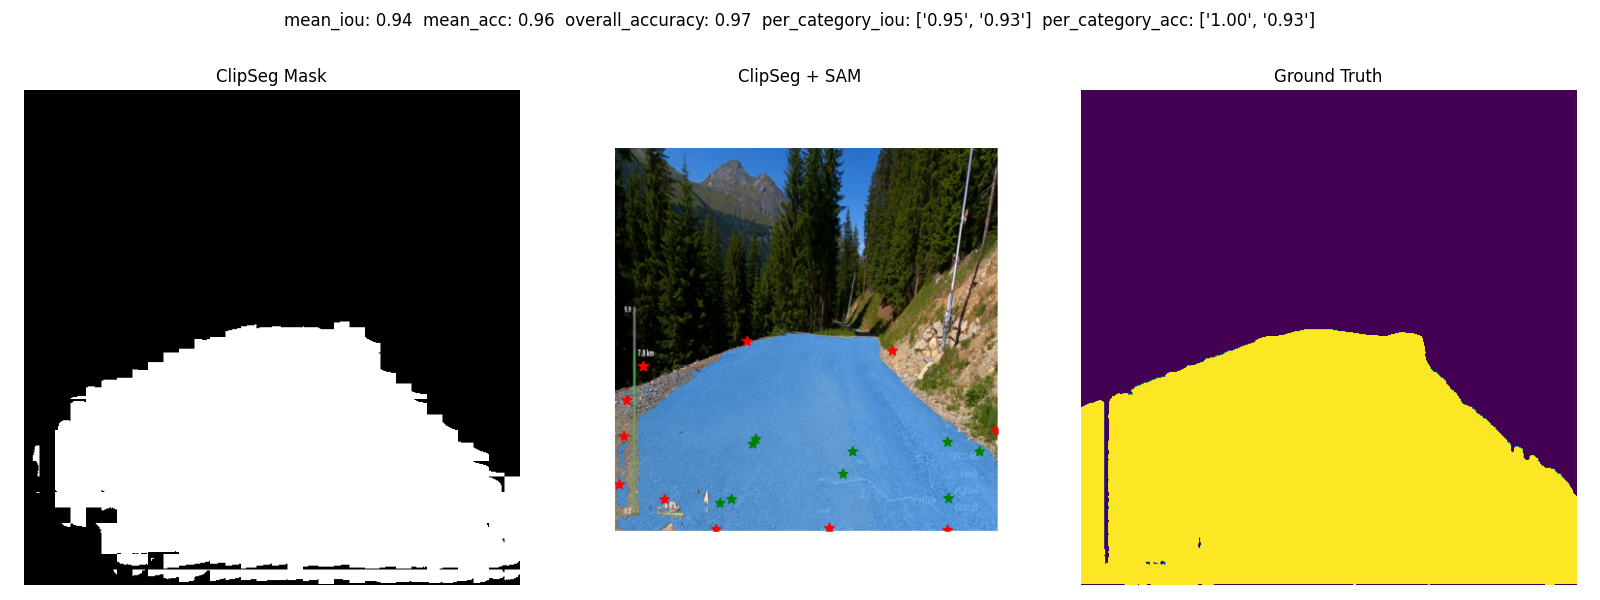 mean_iou: 0.94  mean_acc: 0.96  overall_accuracy: 0.97  per_category_iou: ['0.95', '0.93']  per_category_acc: ['1.00', '0.93']
ClipSeg Mask
ClipSeg + SAM
Ground Truth
7.8 km